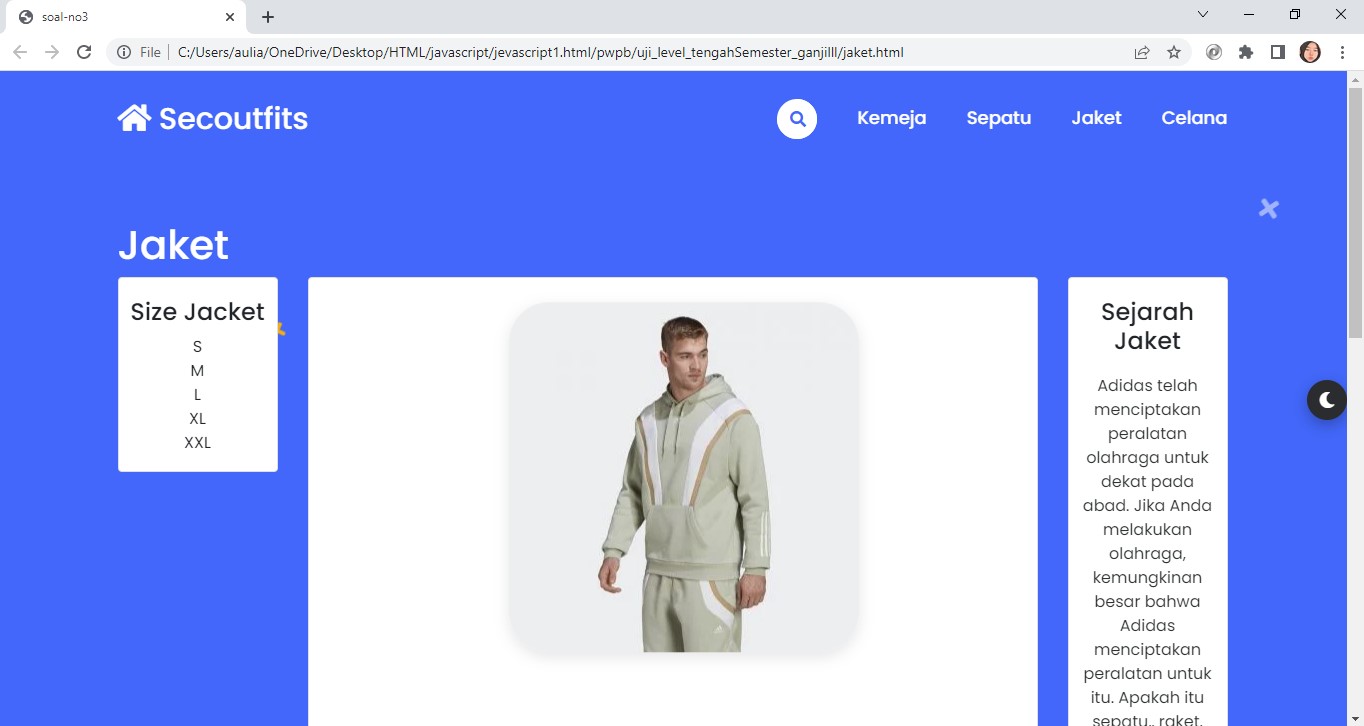 soal-no3
File
C:/Users/aulia/OneDrive/Desktop/HTML/javascript/jevascript1.html/pwpb/uji_level_tengahSemester_ganjilll/jaket.html
Secoutfits
Kemeja
Sepatu
Jaket
Celana
Jaket
Size Jacket
S
M
L
XL
XXL
Sejarah
Jaket
Adidas telah
menciptakan
peralatan
olahraga untuk
dekat pada
abad. Jika Anda
melakukan
olahraga,
kemungkinan
besar bahwa
Adidas
menciptakan
peralatan untuk
itu. Apakah itu
sepatu,, raket,